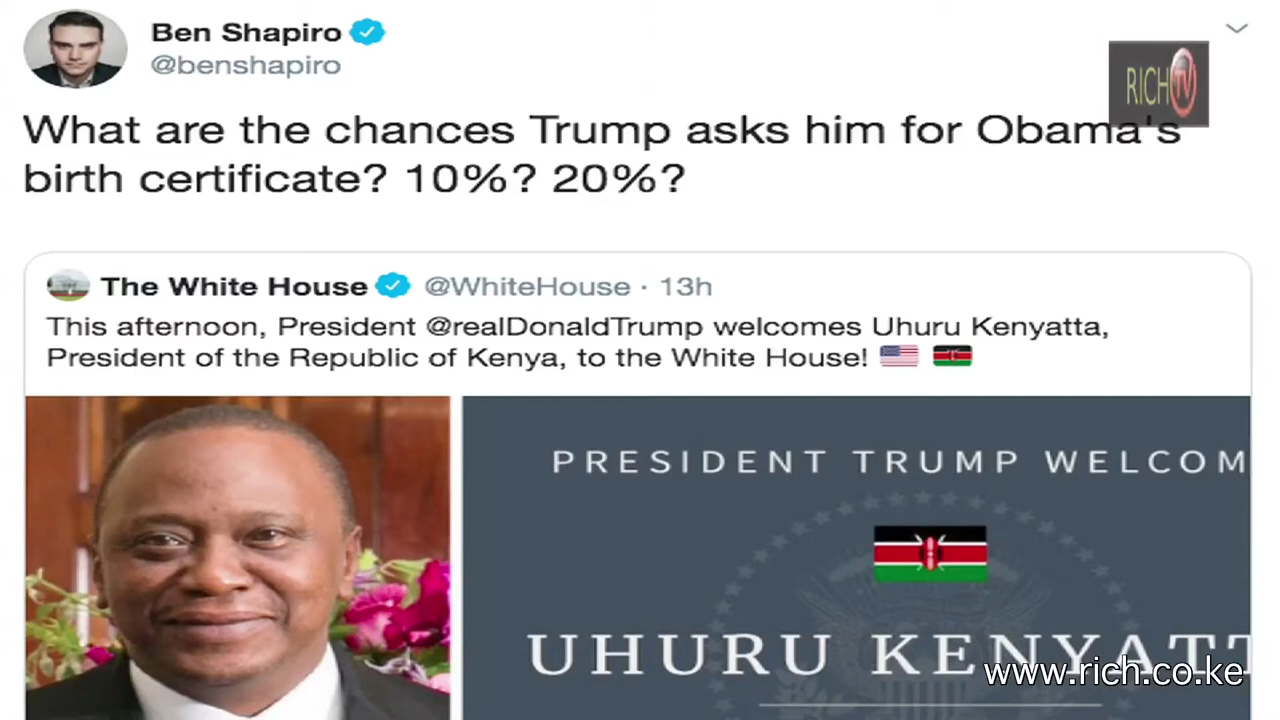 Ben Shapiro
@benshapiro
RICH TV
What are the chances Trump asks him for Obama's
birth certificate? 10%? 20%?
The White House @WhiteHouse · 13h
This afternoon, President @realDonaldTrump welcomes Uhuru Kenyatta,
President of the Republic of Kenya, to the White House! 🇺🇸 🇰🇪
PRESIDENT TRUMP WELCOM
UHURU KENYATT
www.rich.co.ke